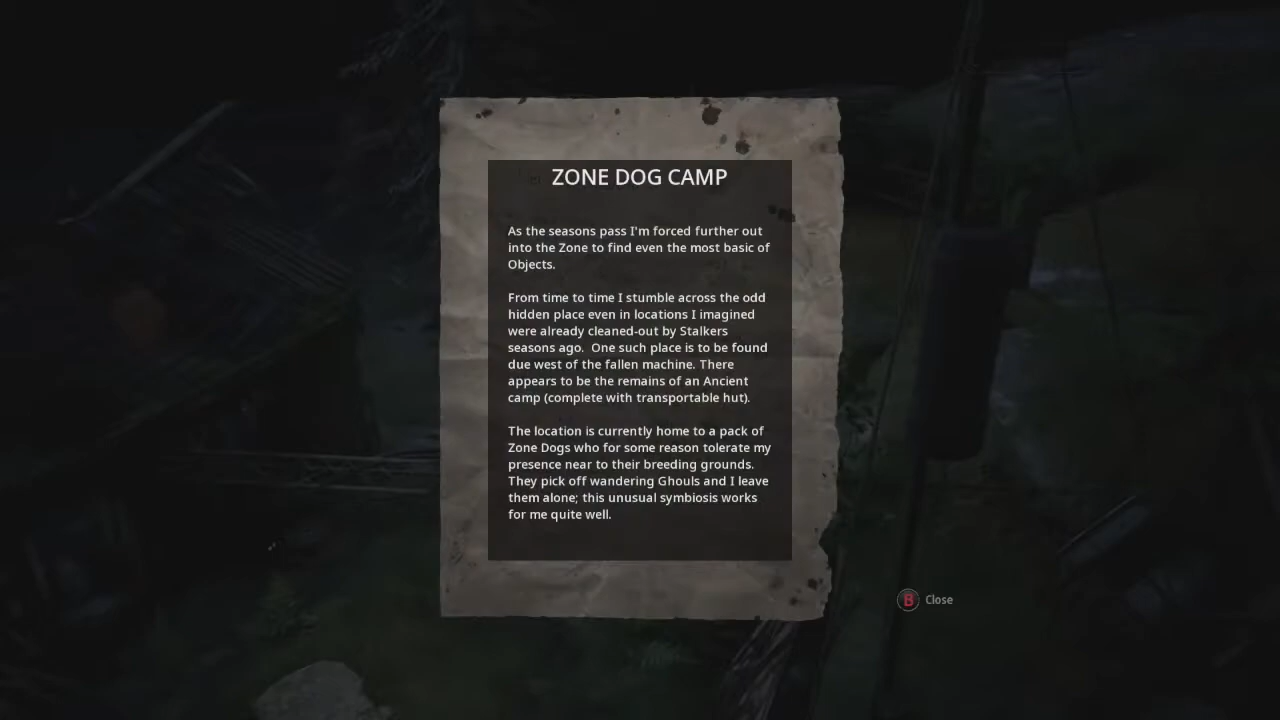 ZONE DOG CAMP
As the seasons pass I'm forced further out
into the Zone to find even the most basic of
Objects.
From time to time I stumble across the odd
hidden place even in locations I imagined
were already cleaned-out by Stalkers
seasons ago.  One such place is to be found
due west of the fallen machine. There
appears to be the remains of an Ancient
camp (complete with transportable hut).
The location is currently home to a pack of
Zone Dogs who for some reason tolerate my
presence near to their breeding grounds.
They pick off wandering Ghouls and I leave
them alone; this unusual symbiosis works
for me quite well.
B Close